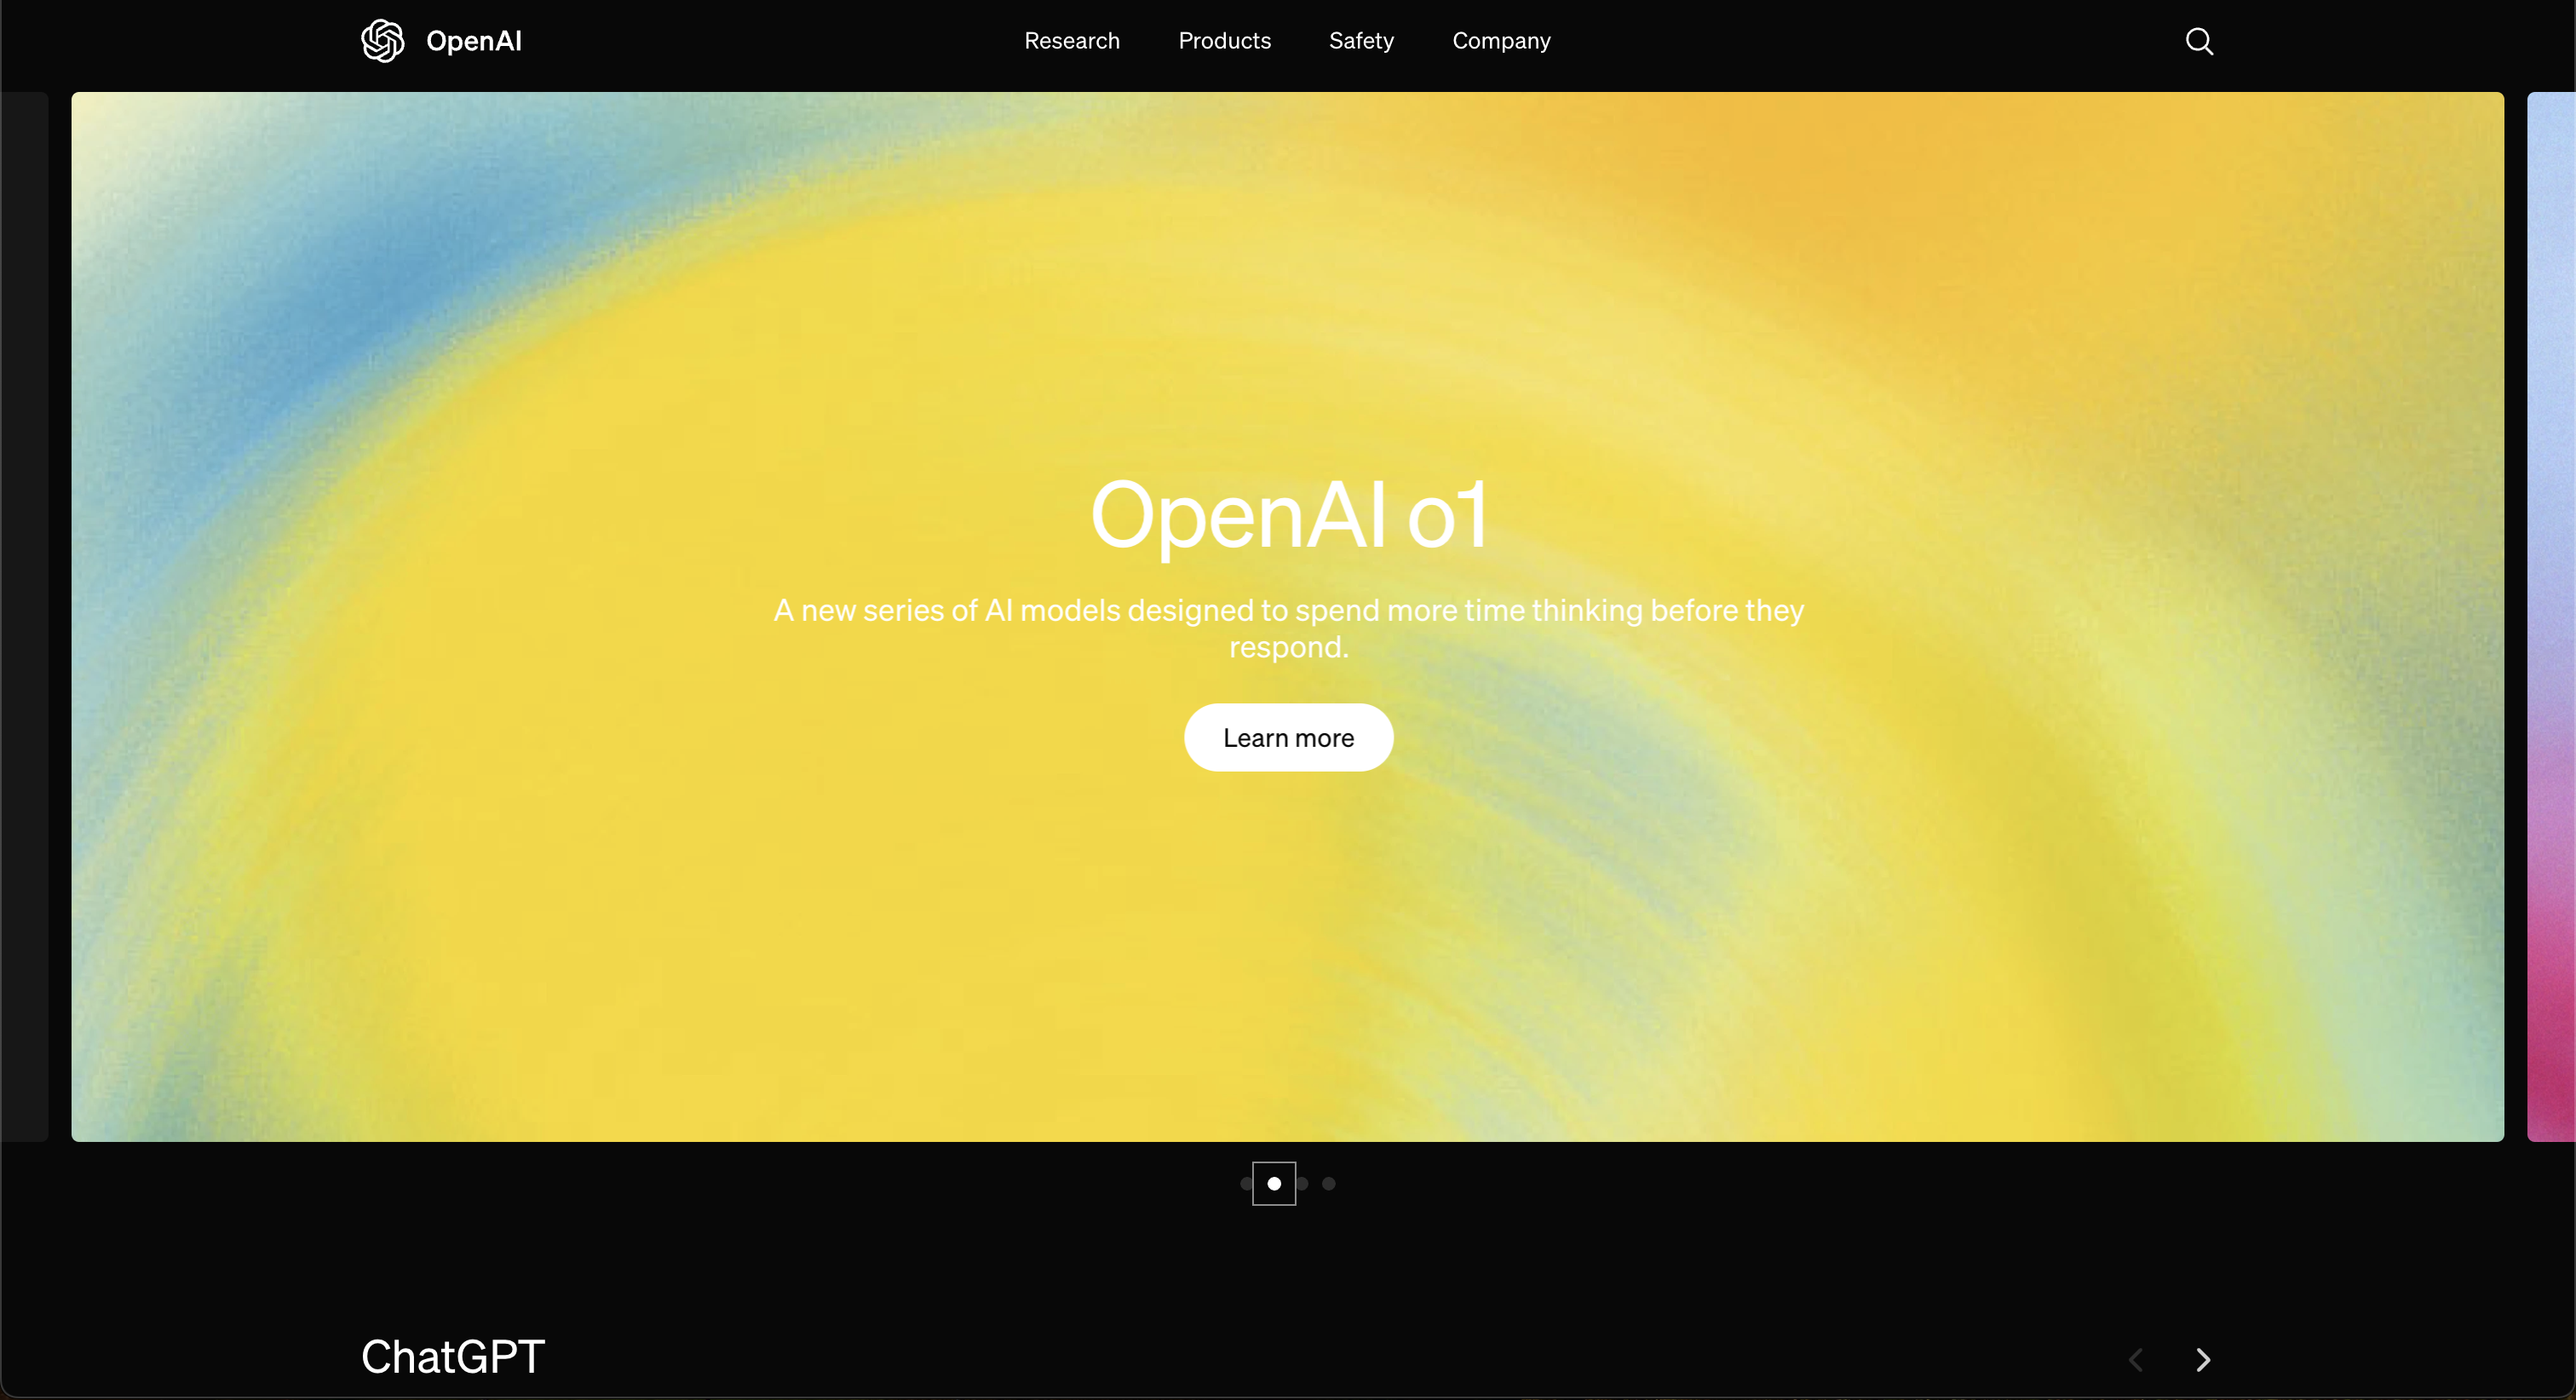 OpenAI
Research
Products
Safety
Company
OpenAI o1
A new series of AI models designed to spend more time thinking before they
respond.
Learn more
ChatGPT